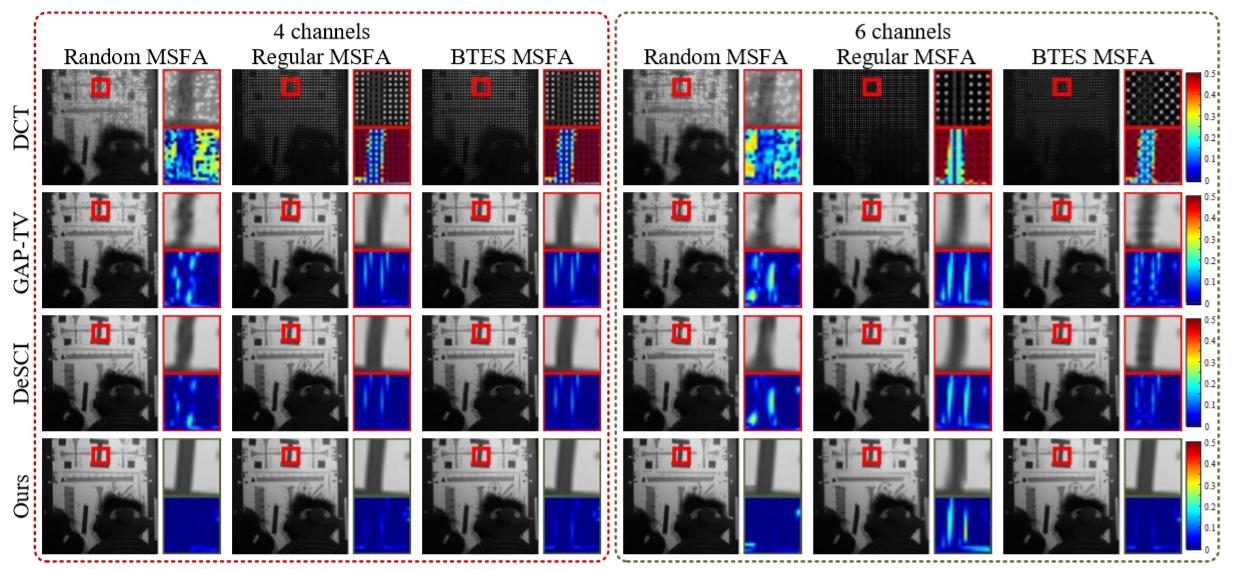 4 channels
6 channels
Random MSFA
Regular MSFA
BTES MSFA
Random MSFA
Regular MSFA
BTES MSFA
DCT
0.5
0.4
0.3
0.2
0.1
0
GAP-TV
0.5
0.4
0.3
0.2
0.1
0
DeSCI
0.5
0.4
0.3
0.2
0.1
0
Ours
0.5
0.4
0.3
0.2
0.1
0